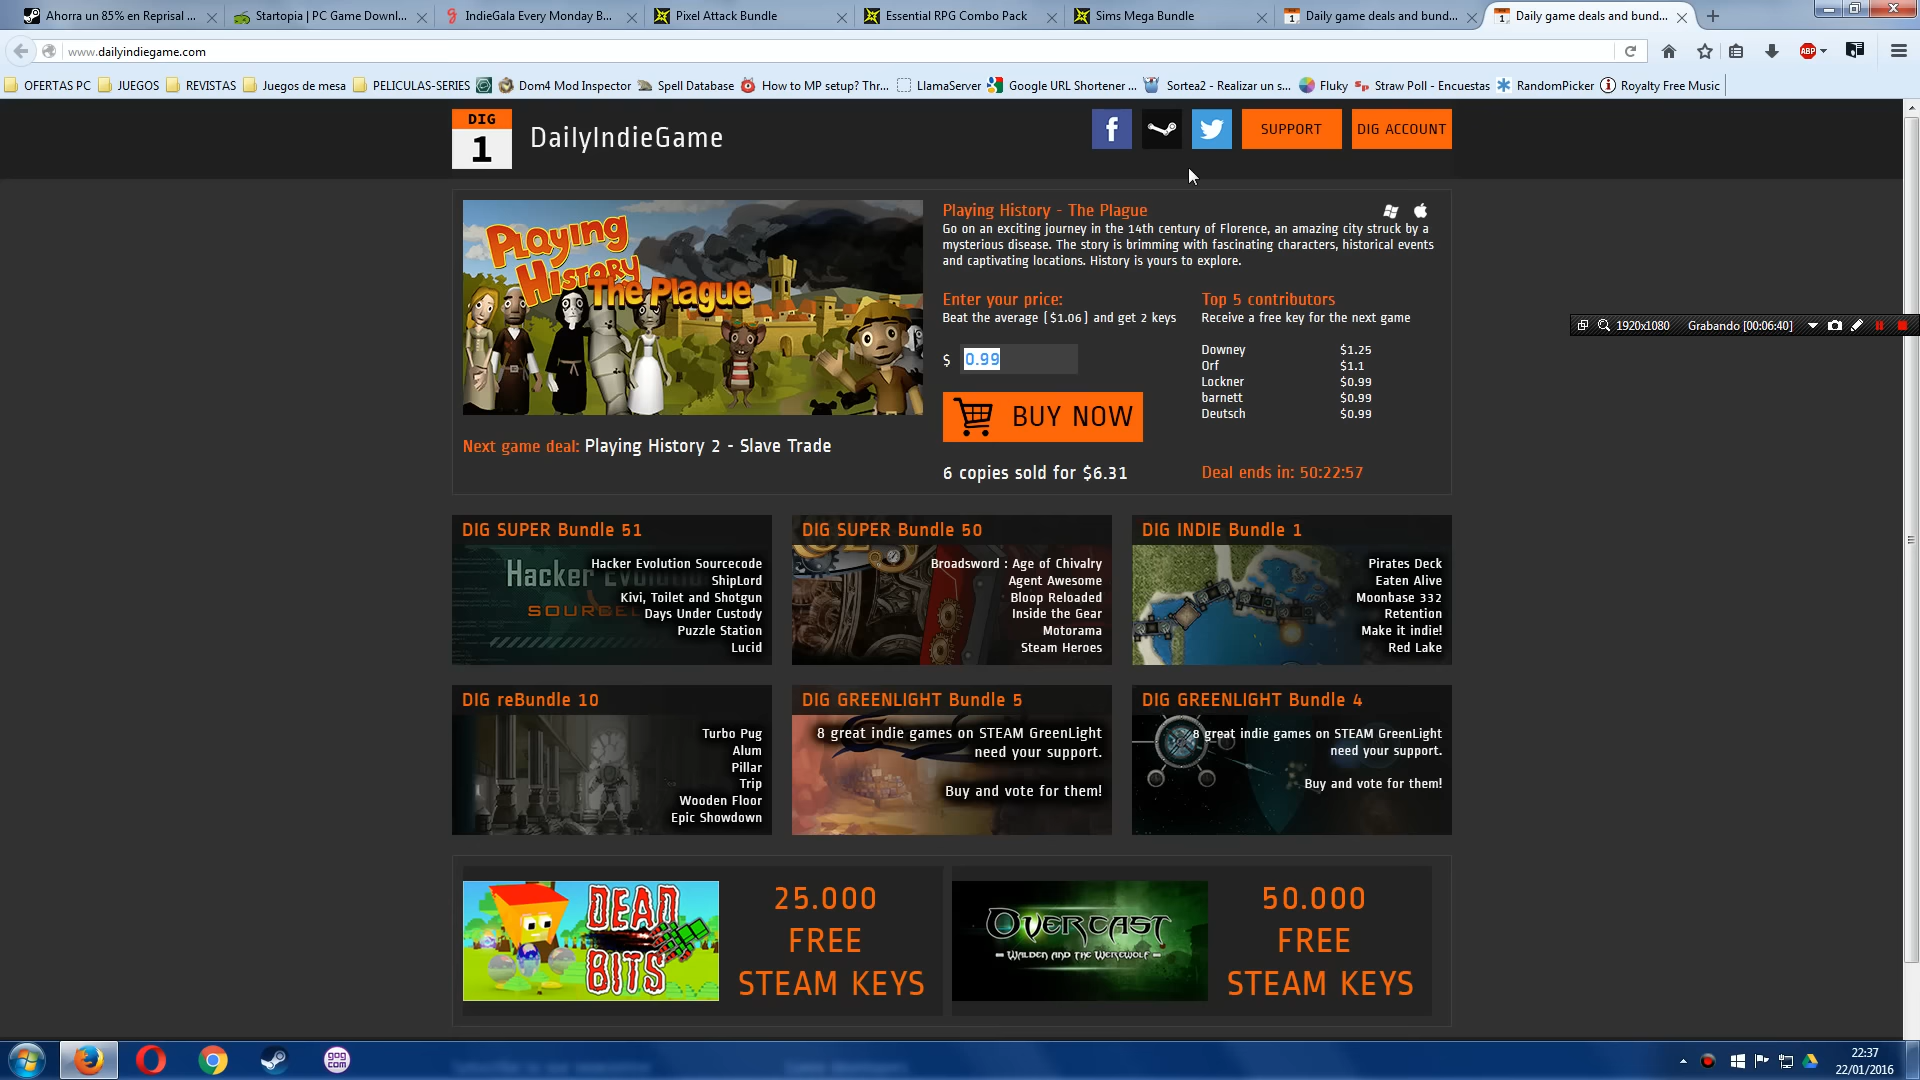 Ahorra un 85% en Reprisal ...
Startopia | PC Game Downl...
IndieGala Every Monday B...
Pixel Attack Bundle
Essential RPG Combo Pack
Sims Mega Bundle
Daily game deals and bund...
Daily game deals and bund...
www.dailyindiegame.com
ABP
OFERTAS PC
JUEGOS
REVISTAS
Juegos de mesa
PELICULAS-SERIES
Dom4 Mod Inspector
Spell Database
How to MP setup? Thr...
LlamaServer
Google URL Shortener ...
Sortea2 - Realizar un s...
Fluky
Straw Poll - Encuestas
RandomPicker
Royalty Free Music
DIG
1
DailyIndieGame
SUPPORT
DIG ACCOUNT
Playing
History
The Plague
Playing History - The Plague
Go on an exciting journey in the 14th century of Florence, an amazing city struck by a
mysterious disease. The story is brimming with fascinating characters, historical events
and captivating locations. History is yours to explore.
Enter your price:
Beat the average ($1.06) and get 2 keys
$ 0.99
BUY NOW
6 copies sold for $6.31
Top 5 contributors
Receive a free key for the next game
Downey $1.25
Orf $1.1
Lockner $0.99
barnett $0.99
Deutsch $0.99
Deal ends in: 50:22:57
Next game deal: Playing History 2 - Slave Trade
1920x1080 Grabando [00:06:40]
DIG SUPER Bundle 51
Hacker Evolution Sourcecode
ShipLord
Kivi, Toilet and Shotgun
Days Under Custody
Puzzle Station
Lucid
DIG SUPER Bundle 50
Broadsword : Age of Chivalry
Agent Awesome
Bloop Reloaded
Inside the Gear
Motorama
Steam Heroes
DIG INDIE Bundle 1
Pirates Deck
Eaten Alive
Moonbase 332
Retention
Make it indie!
Red Lake
DIG reBundle 10
Turbo Pug
Alum
Pillar
Trip
Wooden Floor
Epic Showdown
DIG GREENLIGHT Bundle 5
8 great indie games on STEAM GreenLight
need your support.
Buy and vote for them!
DIG GREENLIGHT Bundle 4
8 great indie games on STEAM GreenLight
need your support.
Buy and vote for them!
DEAD
BITS
25.000
FREE
STEAM KEYS
OVERCAST
WALDEN AND THE WEREWOLF
50.000
FREE
STEAM KEYS
gog
com
22:37
22/01/2016